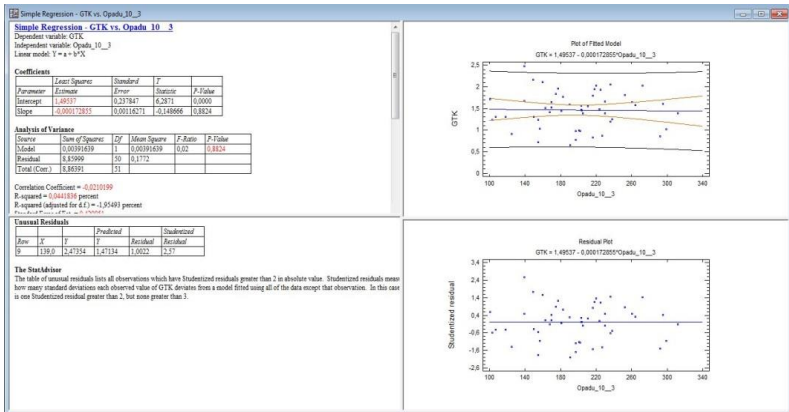 Simple Regression - GTK vs. Opadu_10__3
Simple Regression - GTK vs. Opadu_10__3
Dependent variable: GTK
Independent variable: Opadu_10__3
Linear model: Y = a + b*X
Coefficients
Least Squares Standard T
Parameter Estimate Error Statistic P-Value
Intercept 1,49537 0,237847 6,2871 0,0000
Slope -0,000172855 0,00116271 -0,148666 0,8824
Analysis of Variance
Source Sum of Squares Df Mean Square F-Ratio P-Value
Model 0,00391639 1 0,00391639 0,02 0,8824
Residual 8,85999 50 0,1772
Total (Corr.) 8,86391 51
Correlation Coefficient = -0,0210199
R-squared = 0,0441836 percent
R-squared (adjusted for d.f.) = -1,95493 percent
Unusual Residuals
Predicted Studentized
Row X Y Y Residual Residual
9 139,0 2,47354 1,47134 1,0022 2,57
The StatAdvisor
The table of unusual residuals lists all observations which have Studentized residuals greater than 2 in absolute value. Studentized residuals meas
how many standard deviations each observed value of GTK deviates from a model fitted using all of the data except that observation. In this case
is one Studentized residual greater than 2, but none greater than 3.
Plot of Fitted Model
GTK = 1,49537 - 0,000172855*Opadu_10__3
GTK
2,5
2
1,5
1
0,5
0
100 140 180 220 260 300 340
Opadu_10__3
Residual Plot
GTK = 1,49537 - 0,000172855*Opadu_10__3
Studentized residual
3,4
2,4
1,4
0,4
-0,6
-1,6
-2,6
100 140 180 220 260 300 340
Opadu_10__3